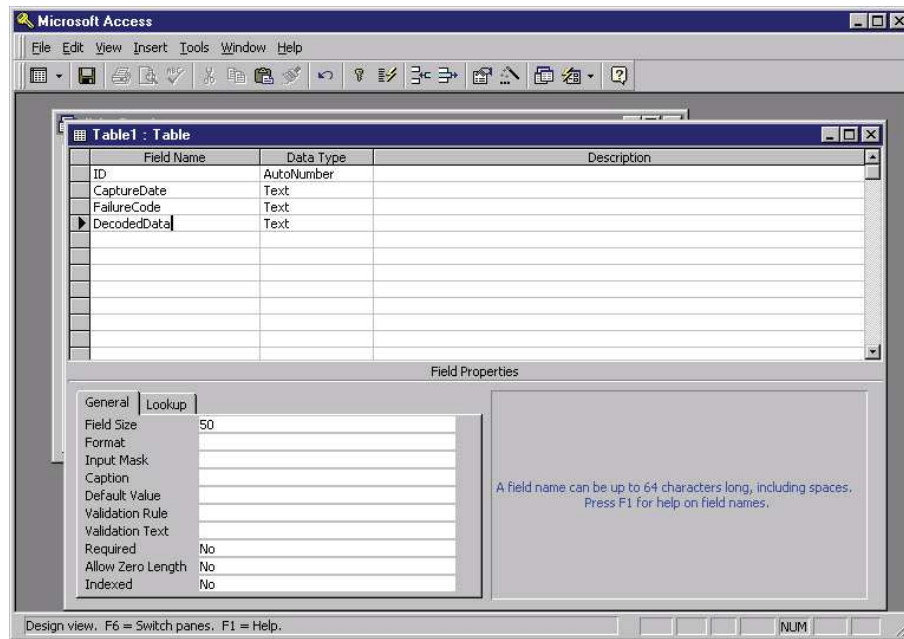 Microsoft Access
File Edit View Insert Tools Window Help
Table1 : Table
Field Name Data Type Description
ID AutoNumber
CaptureDate Text
FailureCode Text
DecodedData Text
Field Properties
General Lookup
Field Size 50
Format
Input Mask
Caption
Default Value
Validation Rule
Validation Text
Required No
Allow Zero Length No
Indexed No
A field name can be up to 64 characters long, including spaces.
Press F1 for help on field names.
Design view. F6 = Switch panes. F1 = Help. NUM